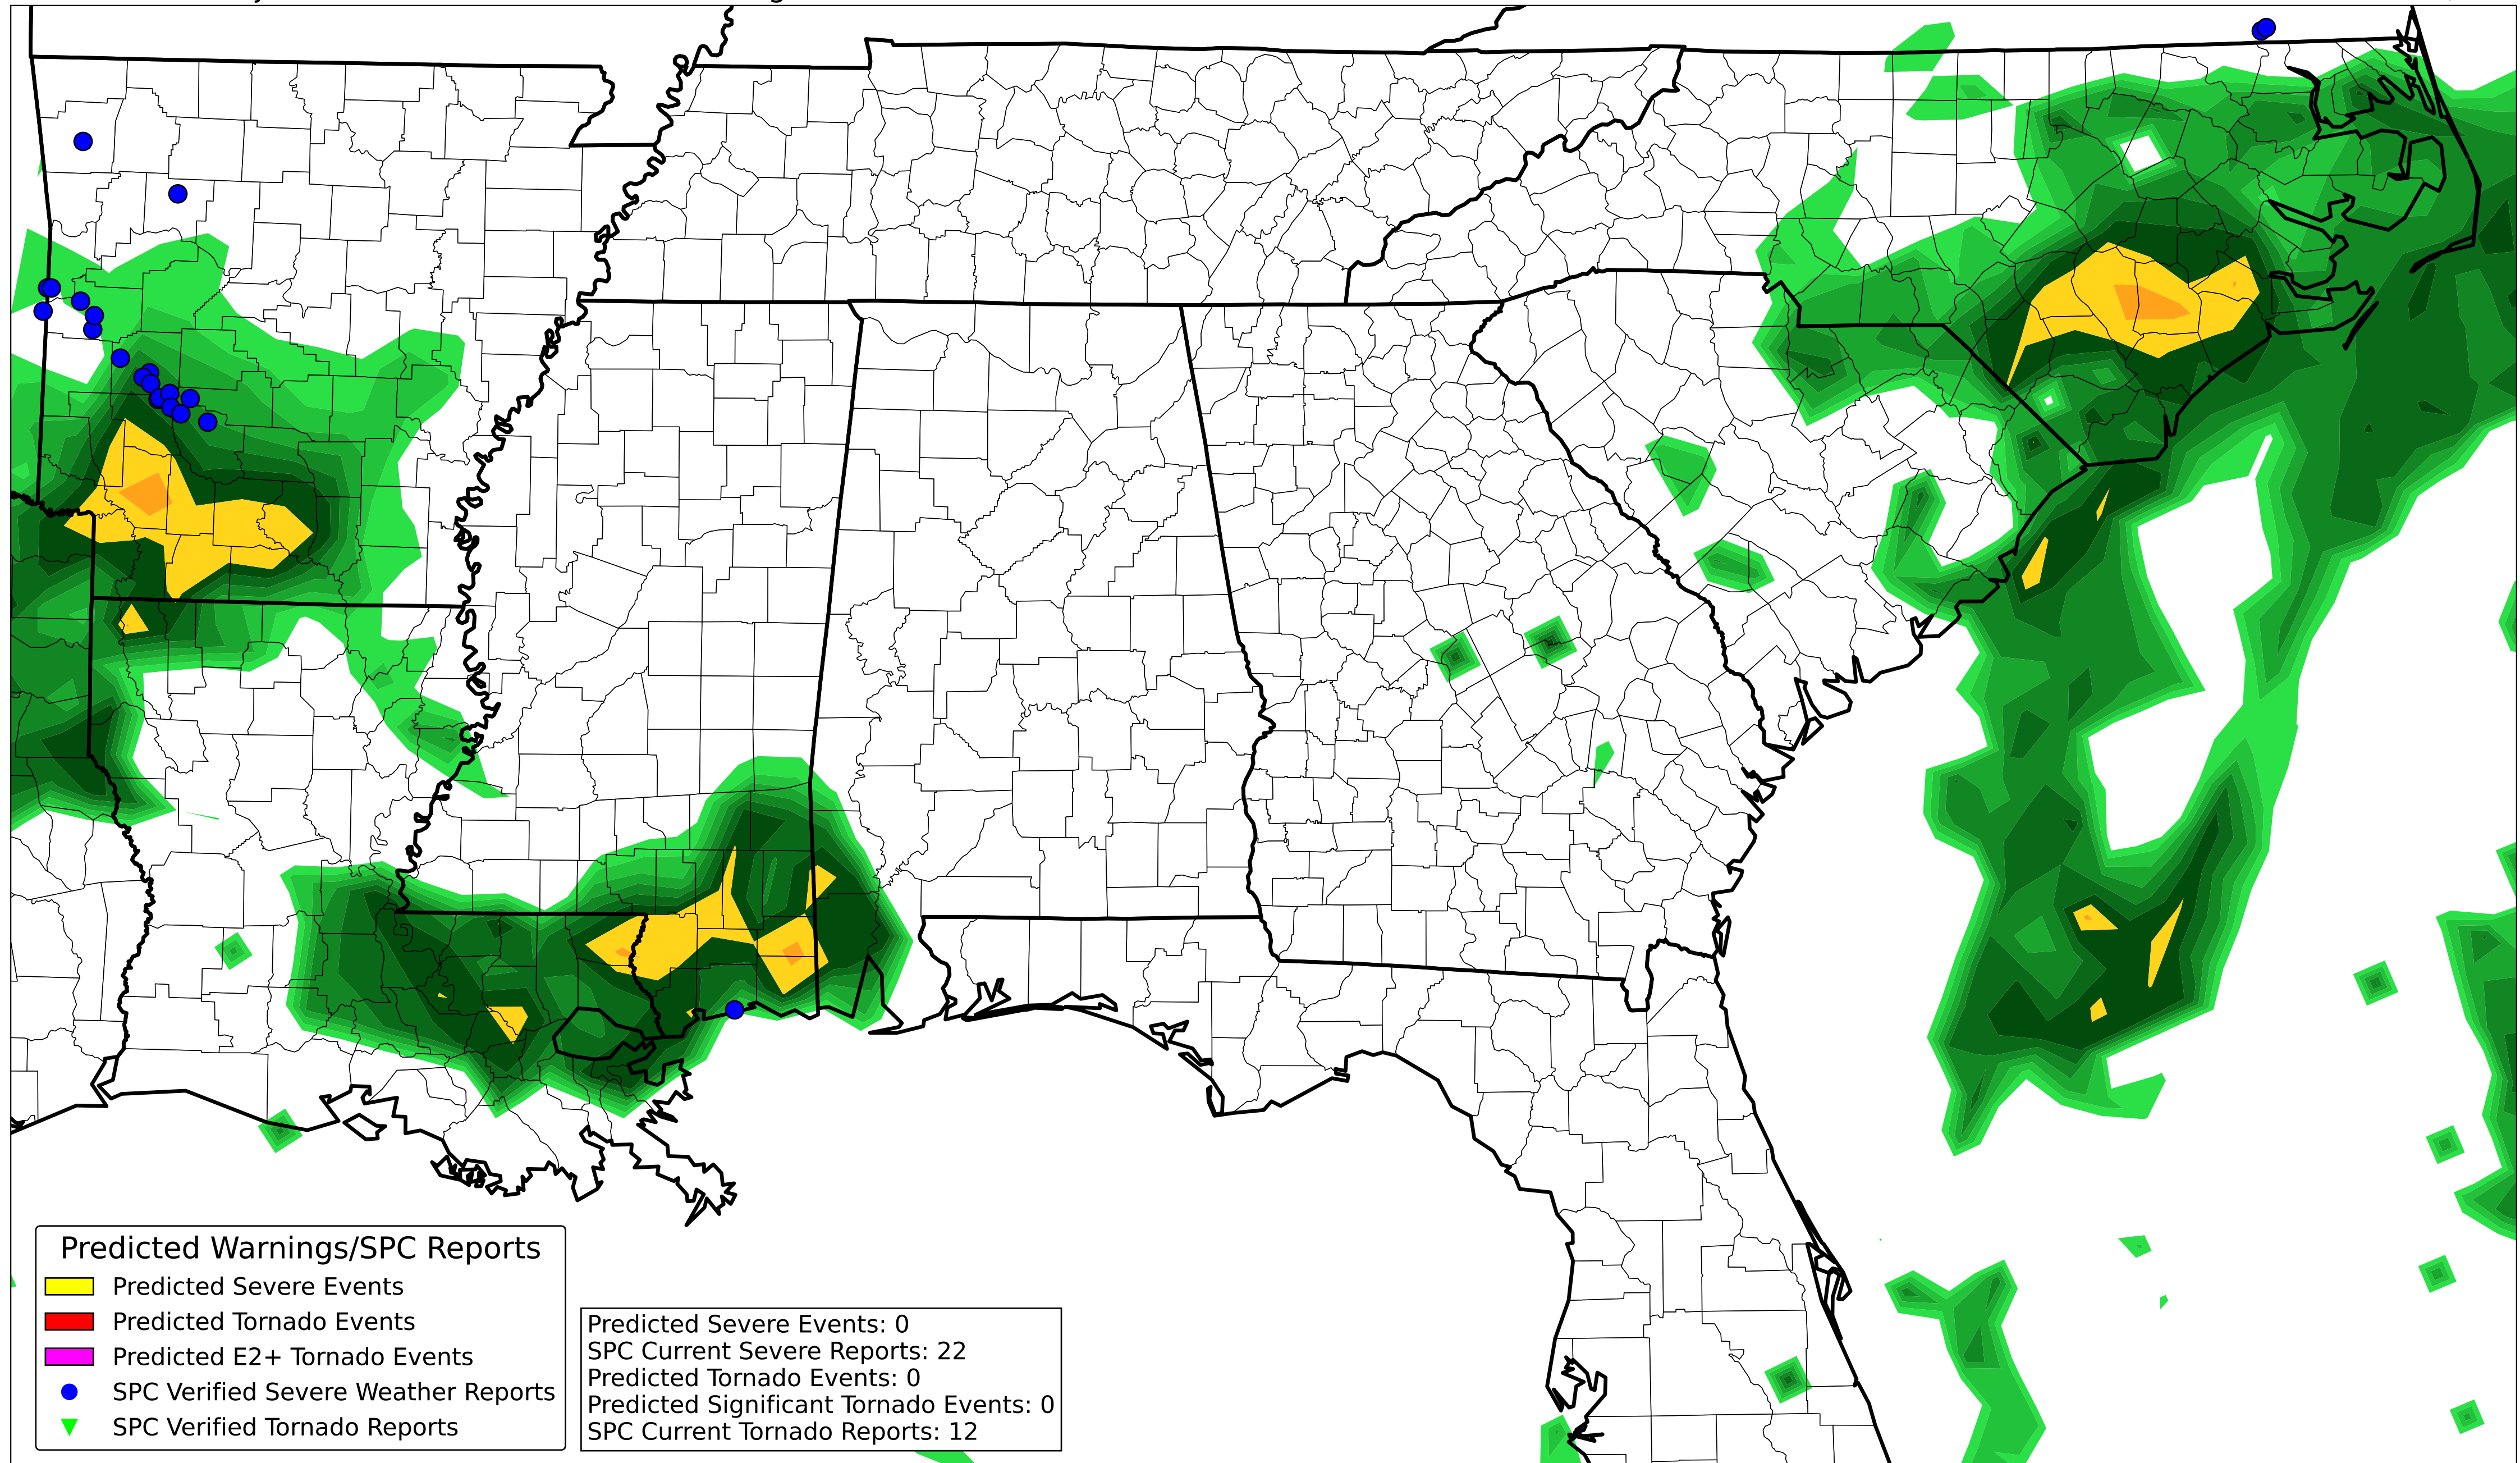 Predicted Warnings/SPC Reports
Predicted Severe Events
Predicted Tornado Events
Predicted E2+ Tornado Events
SPC Verified Severe Weather Reports
SPC Verified Tornado Reports
Predicted Severe Events: 0
SPC Current Severe Reports: 22
Predicted Tornado Events: 0
Predicted Significant Tornado Events: 0
SPC Current Tornado Reports: 12